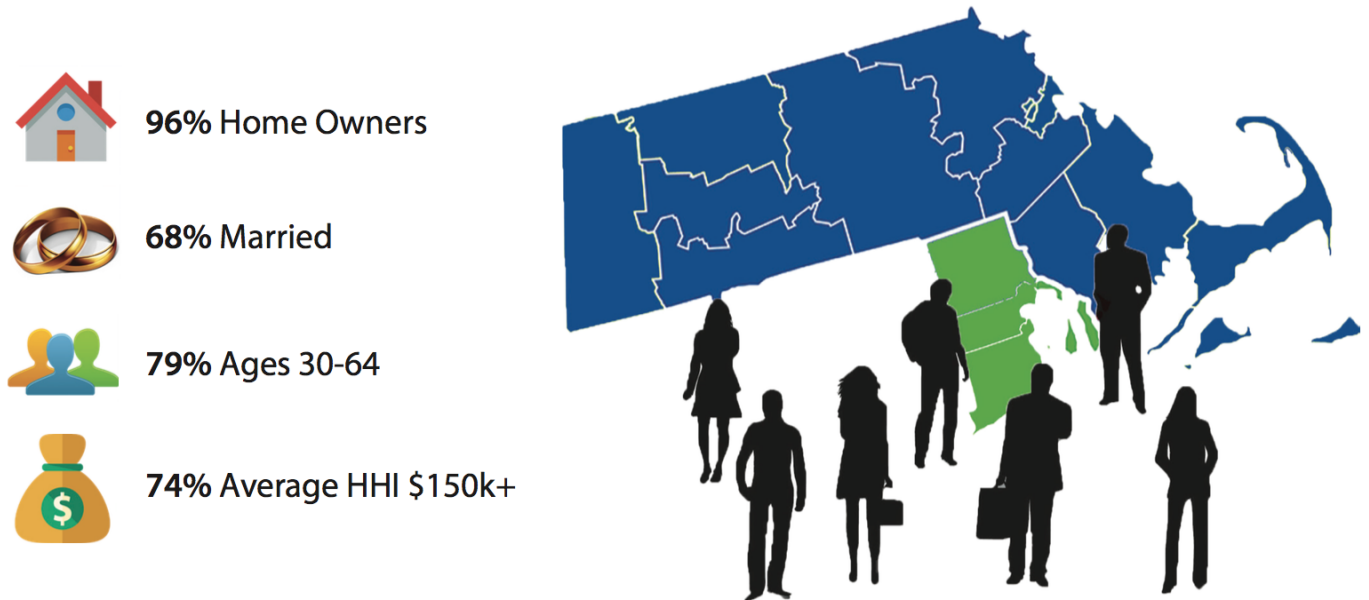 96% Home Owners
68% Married
79% Ages 30-64
74% Average HHI $150k+
$